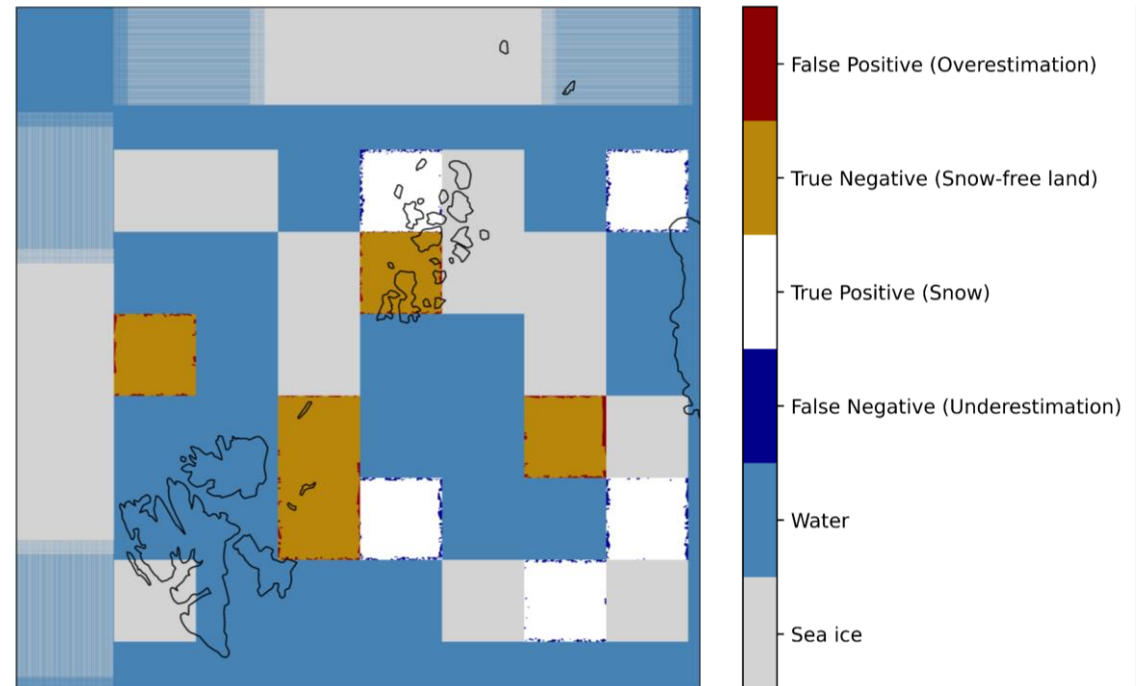 False Positive (Overestimation)
True Negative (Snow-free land)
True Positive (Snow)
False Negative (Underestimation)
Water
Sea ice